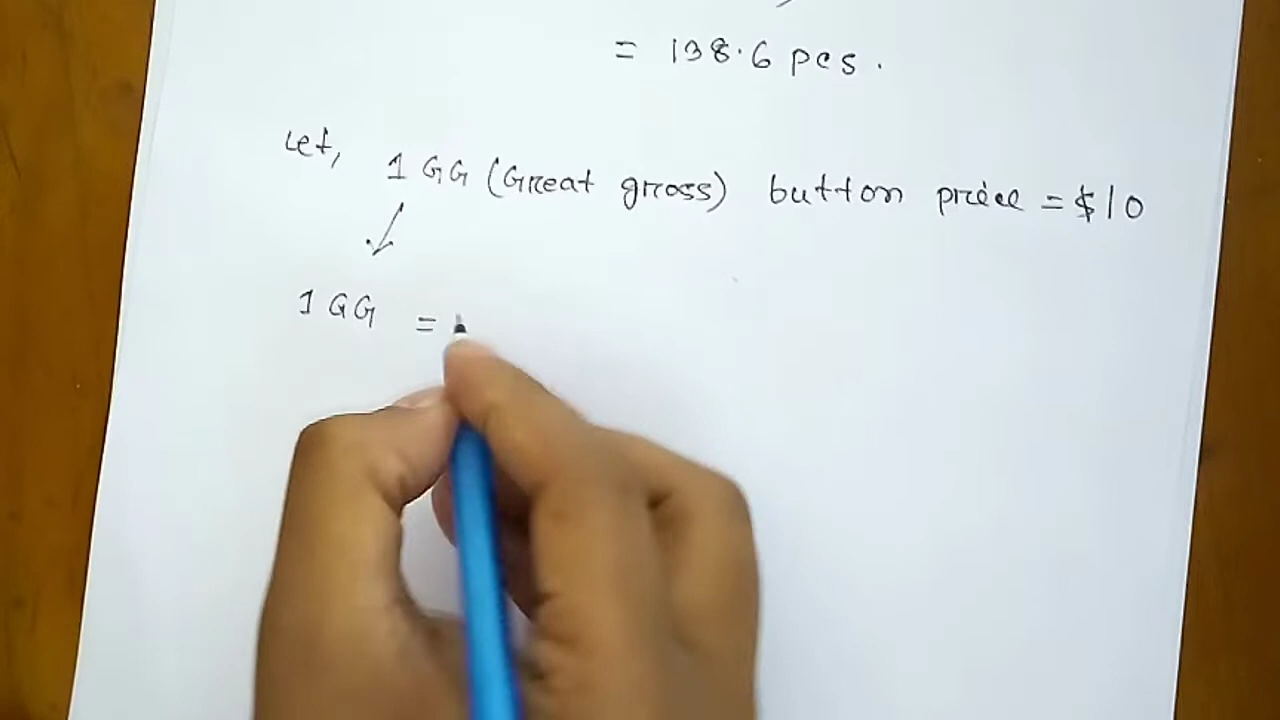 = 138.6 pcs.
Let, 1 GG (Great gross) button price = $10
1 GG =